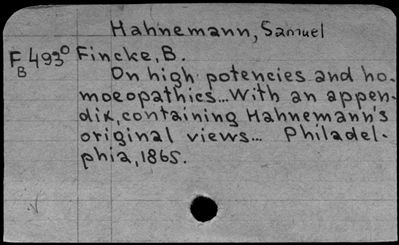 Hahnemann, Samuel
F493⁰ Fincke, B.
B
On high potencies and ho-
moeopathics... With an appen-
dix, containing Hahnemann's
original views... Philadel-
phia, 1865.